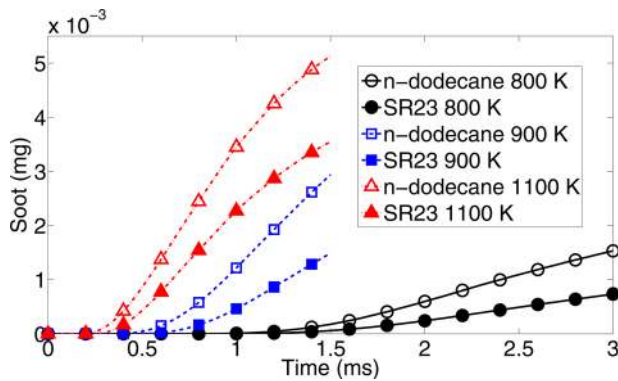 x 10⁻³
5
4
3
2
1
0
Soot (mg)
n-dodecane 800 K
SR23 800 K
n-dodecane 900 K
SR23 900 K
n-dodecane 1100 K
SR23 1100 K
0 0.5 1 1.5 2 2.5 3
Time (ms)